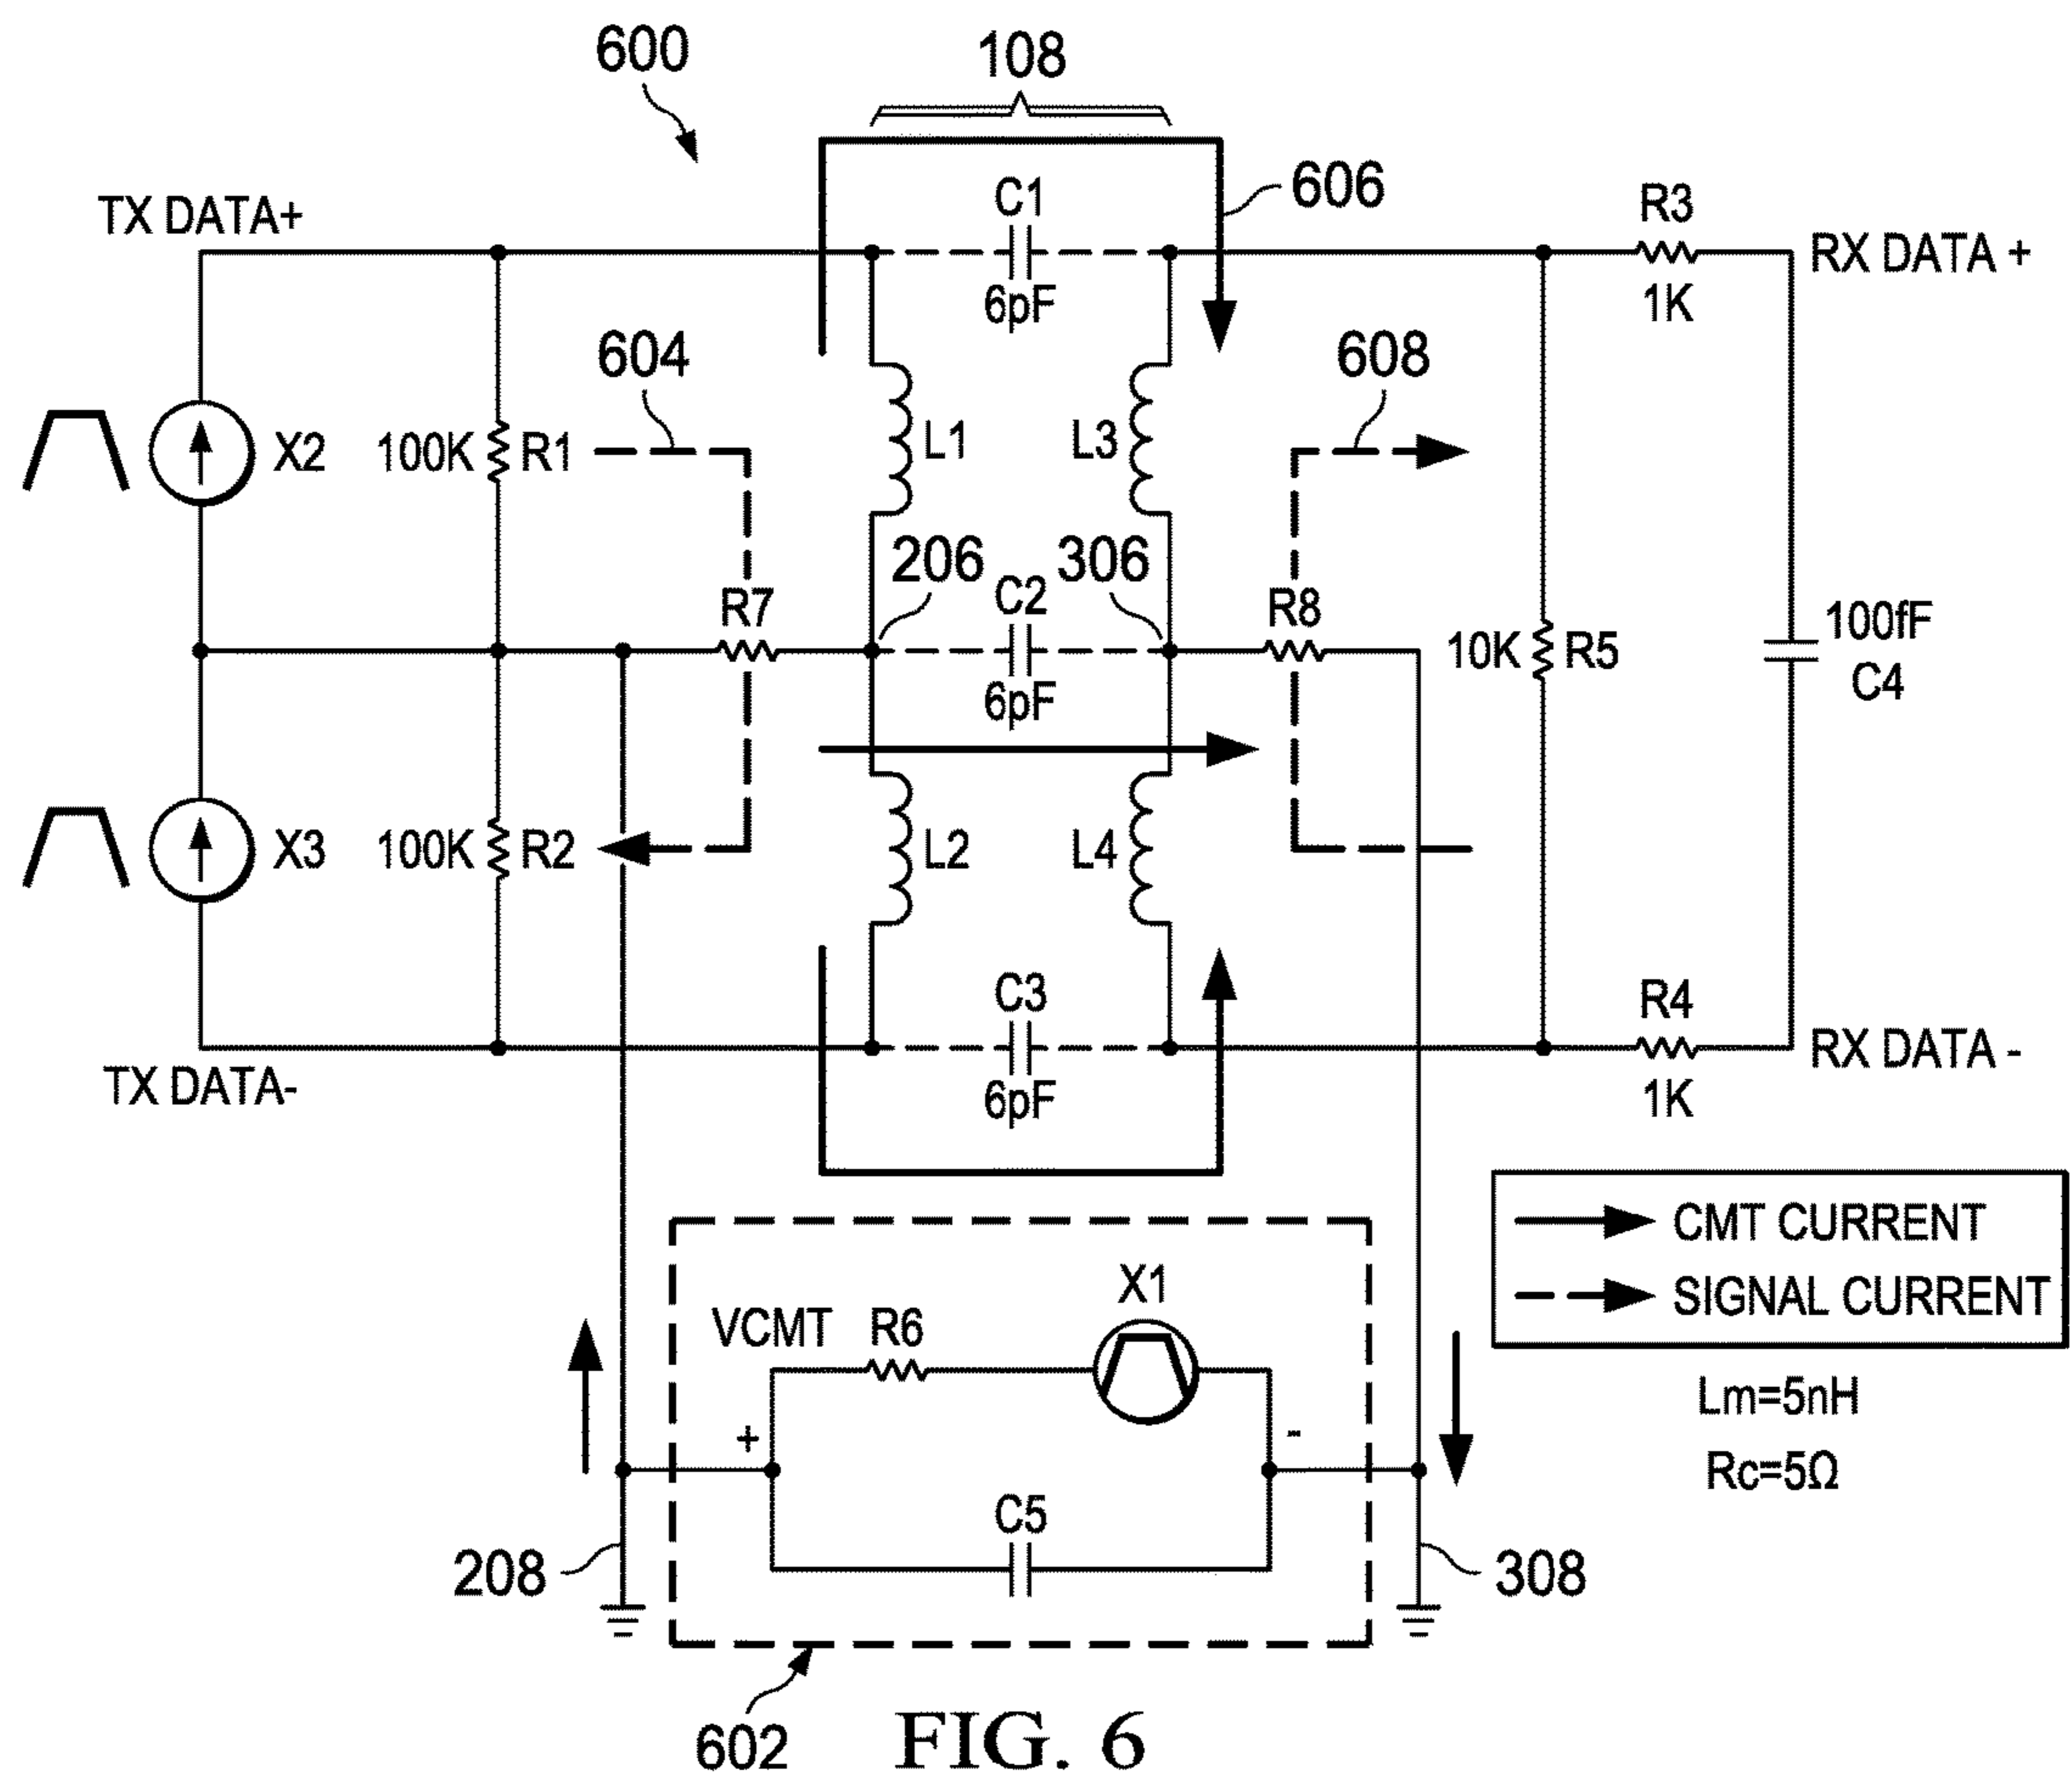 600
108
TX DATA+
C1
6pF
606
R3
1K
RX DATA +
604
608
X2
100K
R1
L1
L3
206
306
R7
C2
6pF
R8
10K
R5
100fF
C4
X3
100K
R2
L2
L4
C3
6pF
R4
1K
TX DATA-
RX DATA -
CMT CURRENT
SIGNAL CURRENT
Lm=5nH
Rc=5Ω
X1
VCMT
R6
+
-
C5
208
308
602
FIG. 6